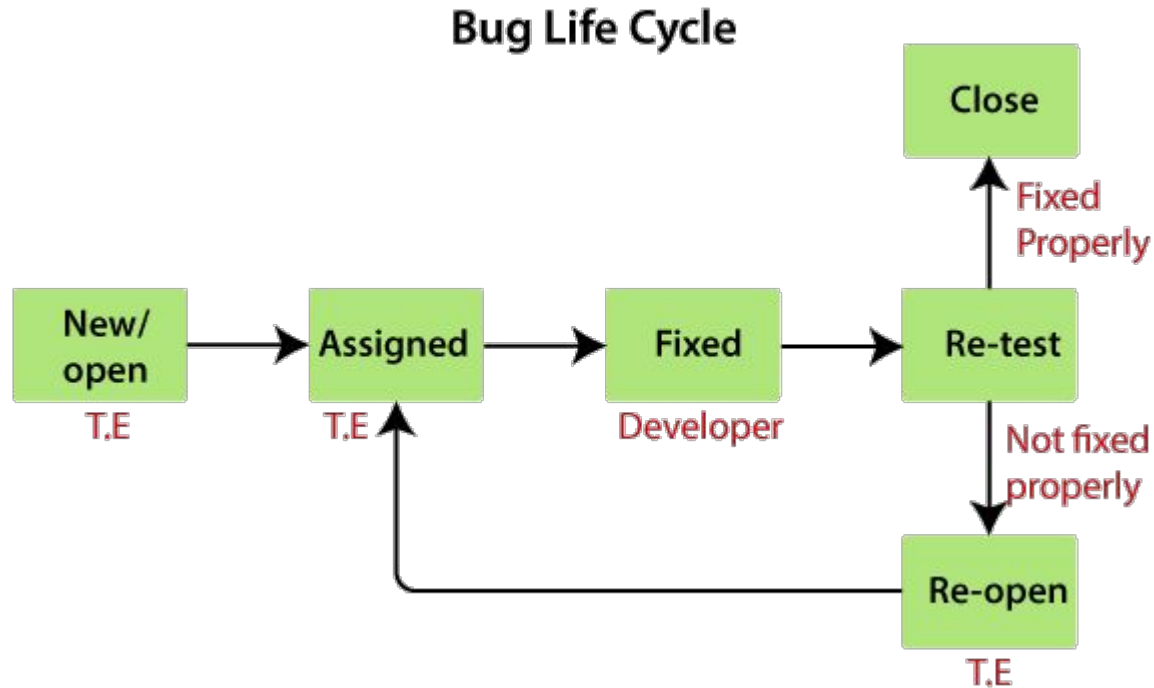 Bug Life Cycle
Close
Fixed
Properly
New/
open
Assigned
Fixed
Re-test
T.E
T.E
Developer
Not fixed
properly
Re-open
T.E